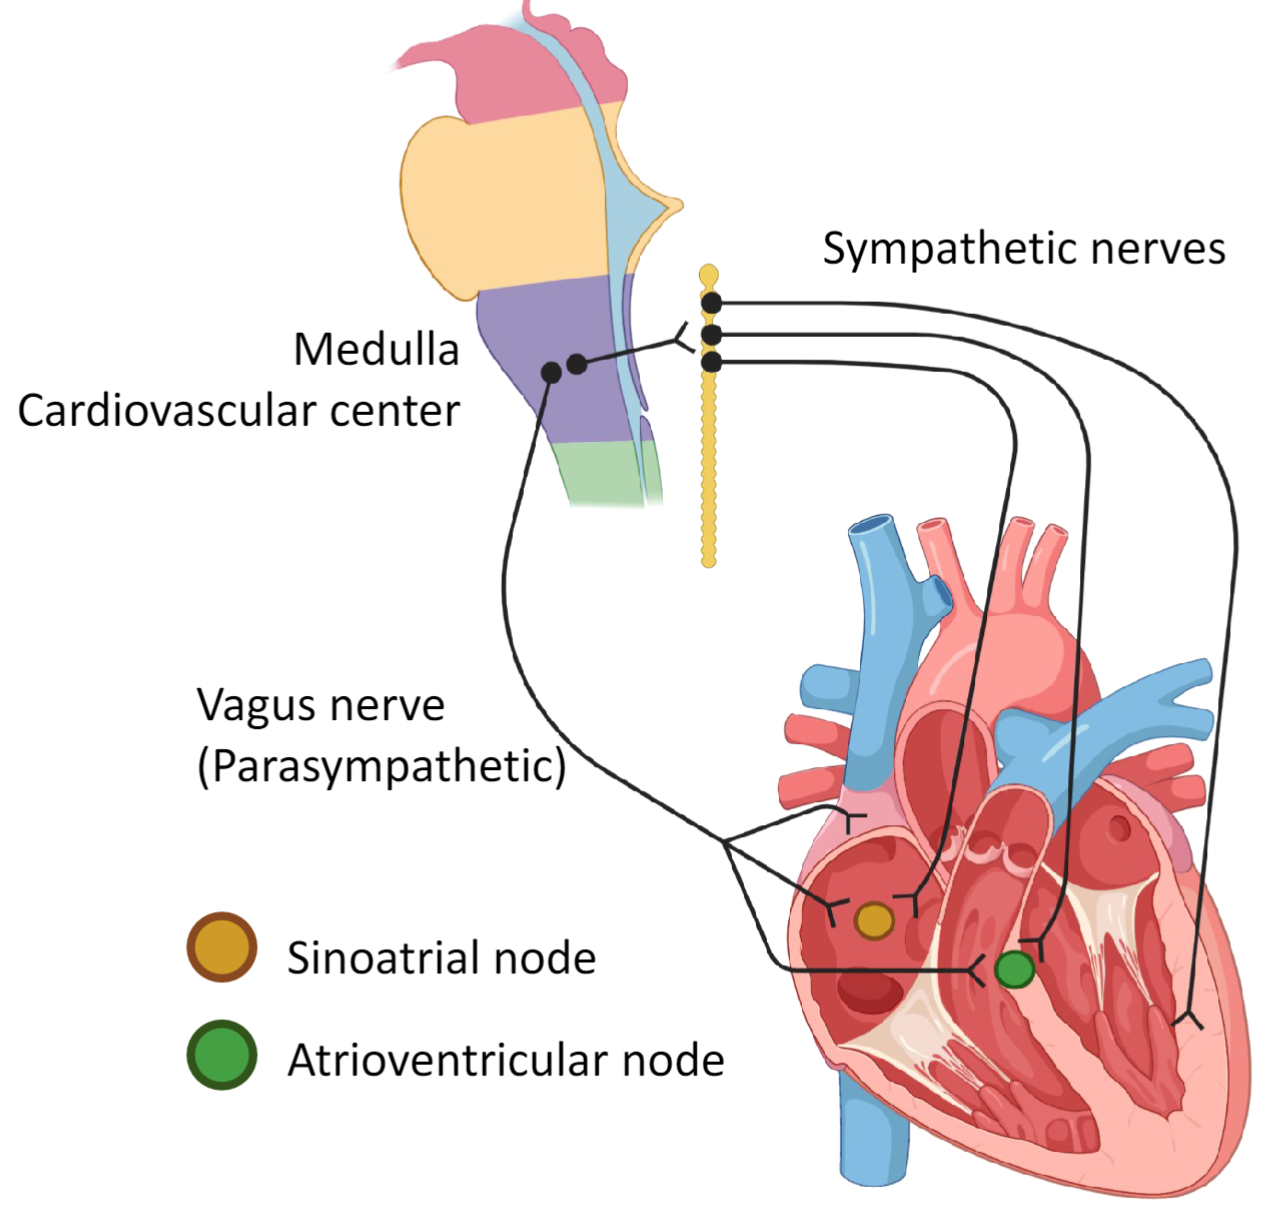 Sympathetic nerves
Medulla
Cardiovascular center
Vagus nerve
(Parasympathetic)
Sinoatrial node
Atrioventricular node